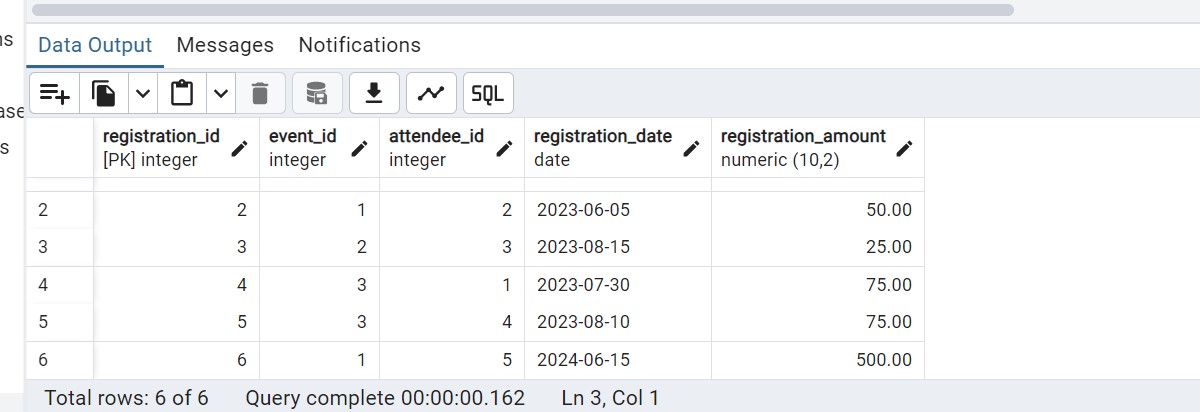 Data Output Messages Notifications
SQL
registration_id event_id attendee_id registration_date registration_amount
[PK] integer integer integer date numeric (10,2)
2 2 1 2 2023-06-05 50.00
3 3 2 3 2023-08-15 25.00
4 4 3 1 2023-07-30 75.00
5 5 3 4 2023-08-10 75.00
6 6 1 5 2024-06-15 500.00
Total rows: 6 of 6 Query complete 00:00:00.162 Ln 3, Col 1